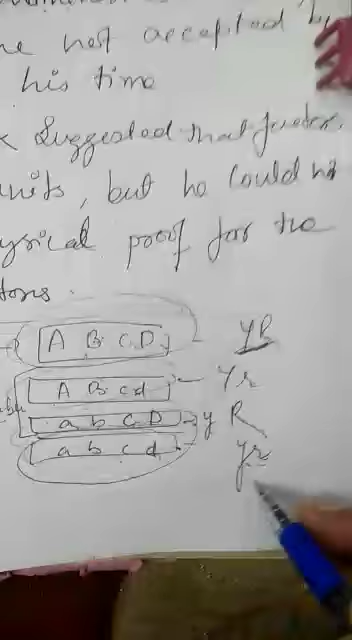 not accepted by
his time
suggested that factors
units, but he could not
physical proof for the
A B C D YR
A B c d Yr
a b C D y R
a b c d yr